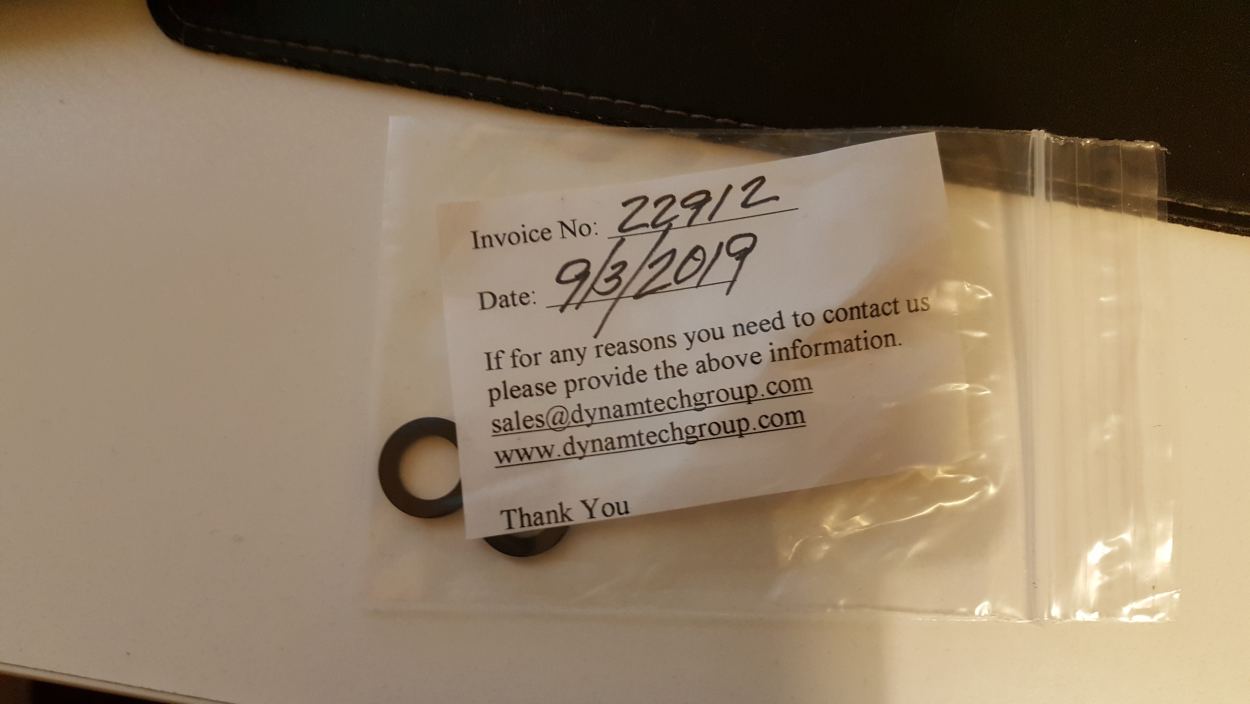 Invoice No: 22912
Date: 9/3/2019
If for any reasons you need to contact us
please provide the above information.
sales@dynamtechgroup.com
www.dynamtechgroup.com
Thank You